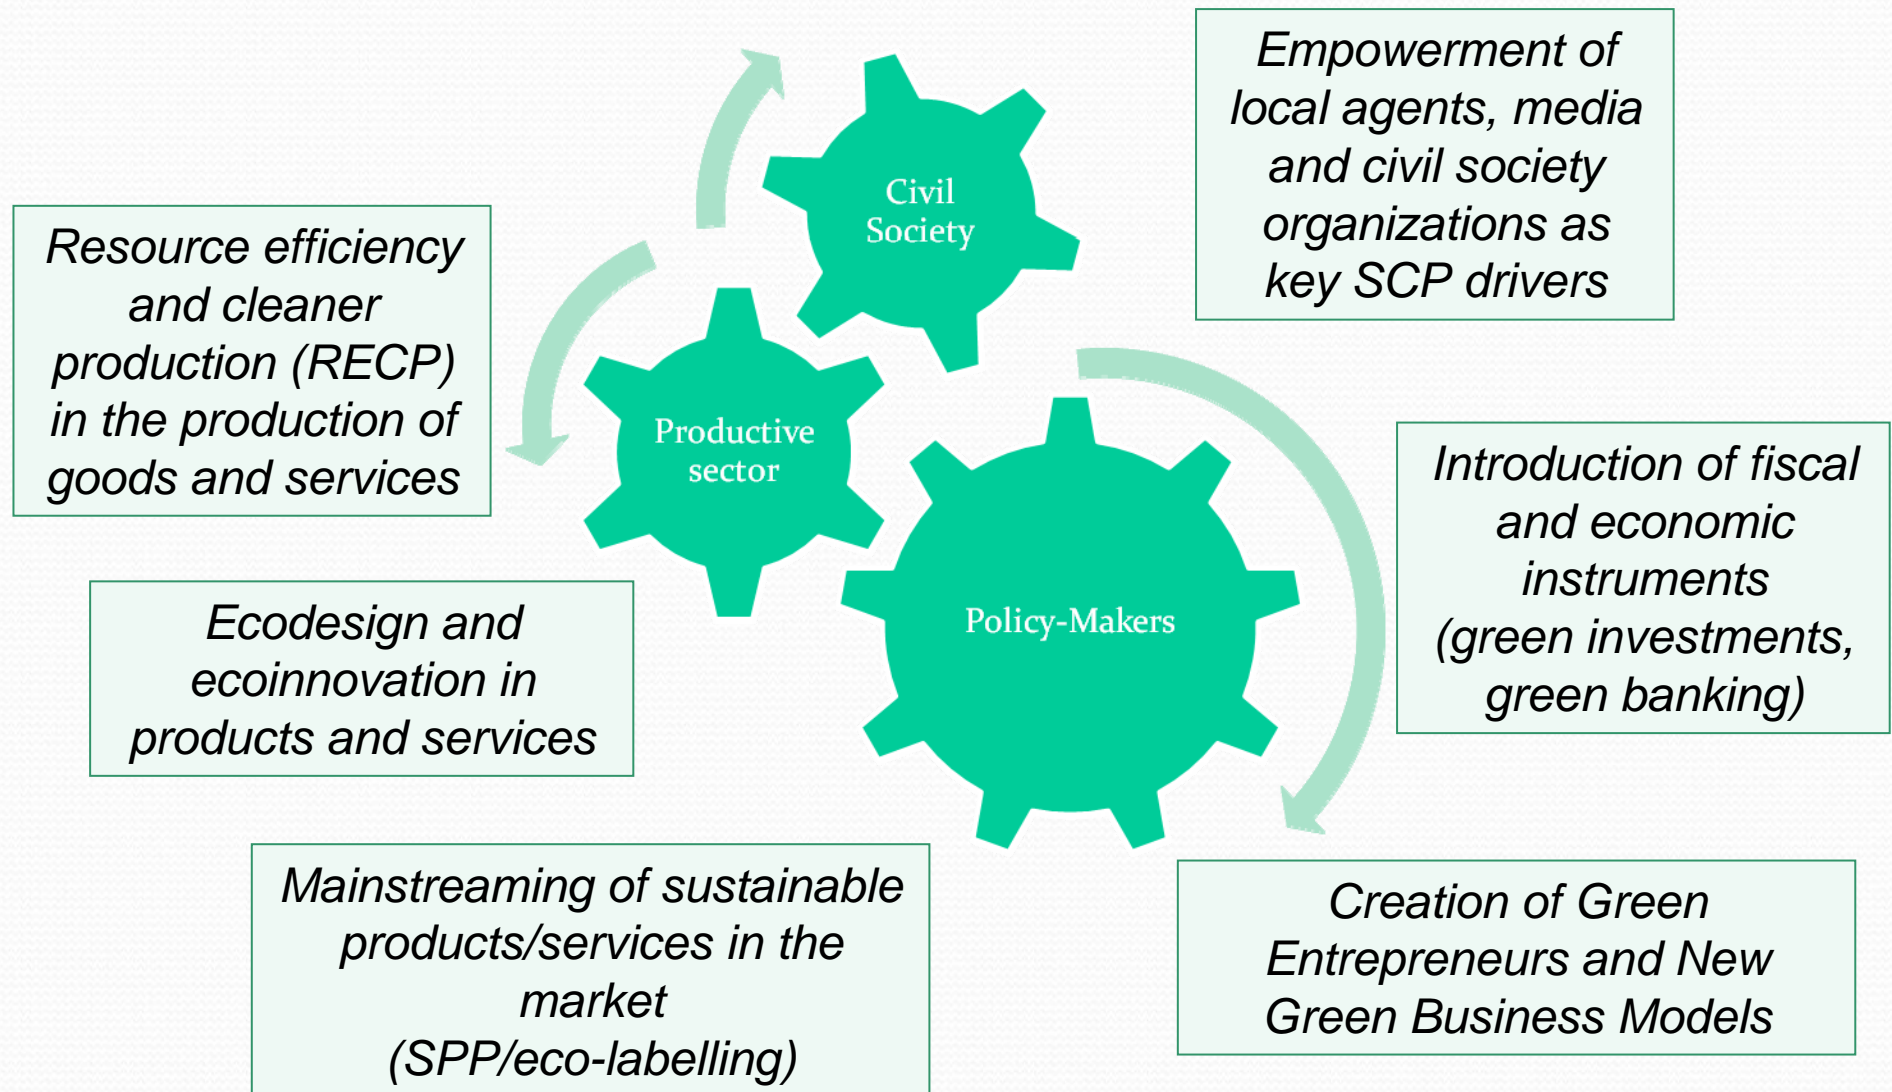 Empowerment of
local agents, media
and civil society
organizations as
key SCP drivers
Civil
Society
Resource efficiency
and cleaner
production (RECP)
in the production of
goods and services
Productive
sector
Introduction of fiscal
and economic
instruments
(green investments,
green banking)
Policy-Makers
Ecodesign and
ecoinnovation in
products and services
Mainstreaming of sustainable
products/services in the
market
(SPP/eco-labelling)
Creation of Green
Entrepreneurs and New
Green Business Models